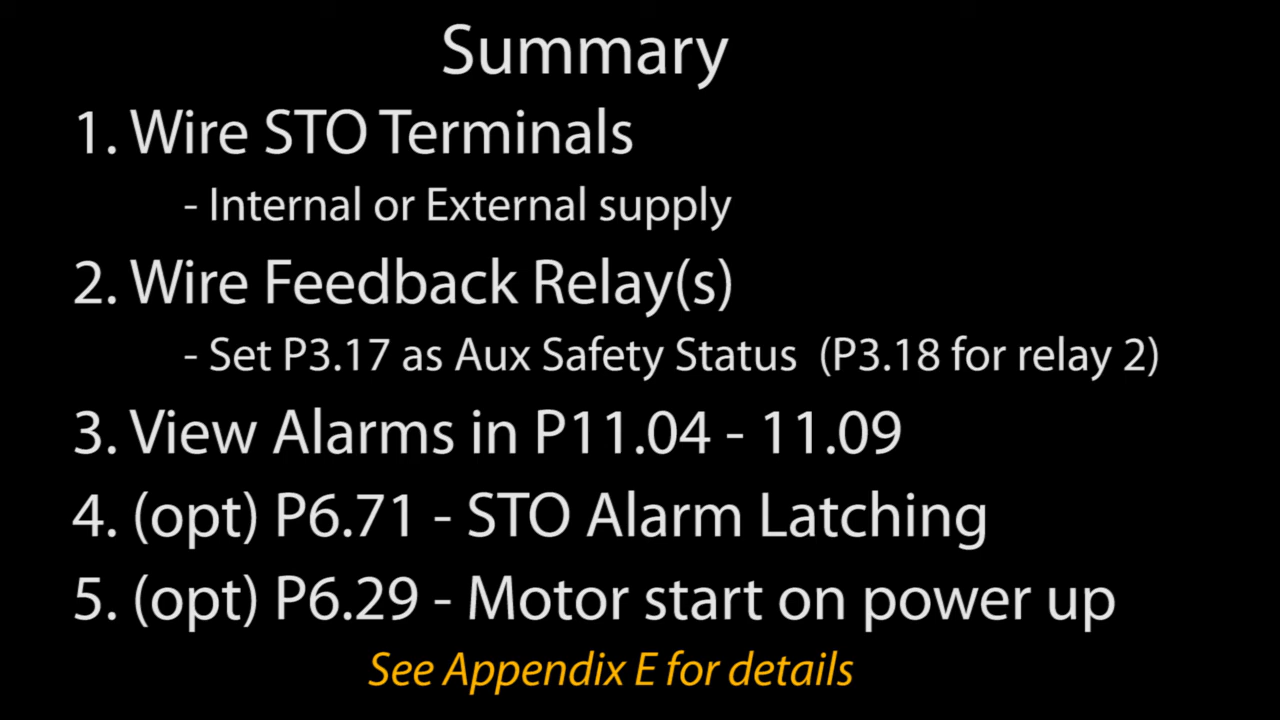 Summary
1. Wire STO Terminals
- Internal or External supply
2. Wire Feedback Relay(s)
- Set P3.17 as Aux Safety Status (P3.18 for relay 2)
3. View Alarms in P11.04 - 11.09
4. (opt) P6.71 - STO Alarm Latching
5. (opt) P6.29 - Motor start on power up
See Appendix E for details